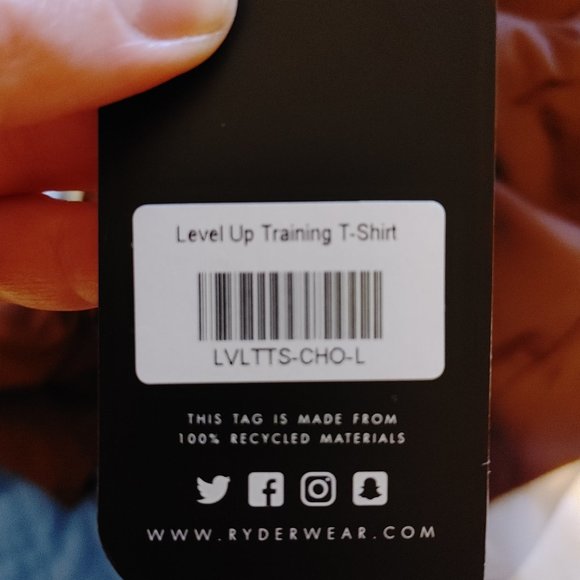 Level Up Training T-Shirt
LVLTTS-CHO-L
THIS TAG IS MADE FROM
100% RECYCLED MATERIALS
WWW.RYDERWEAR.COM